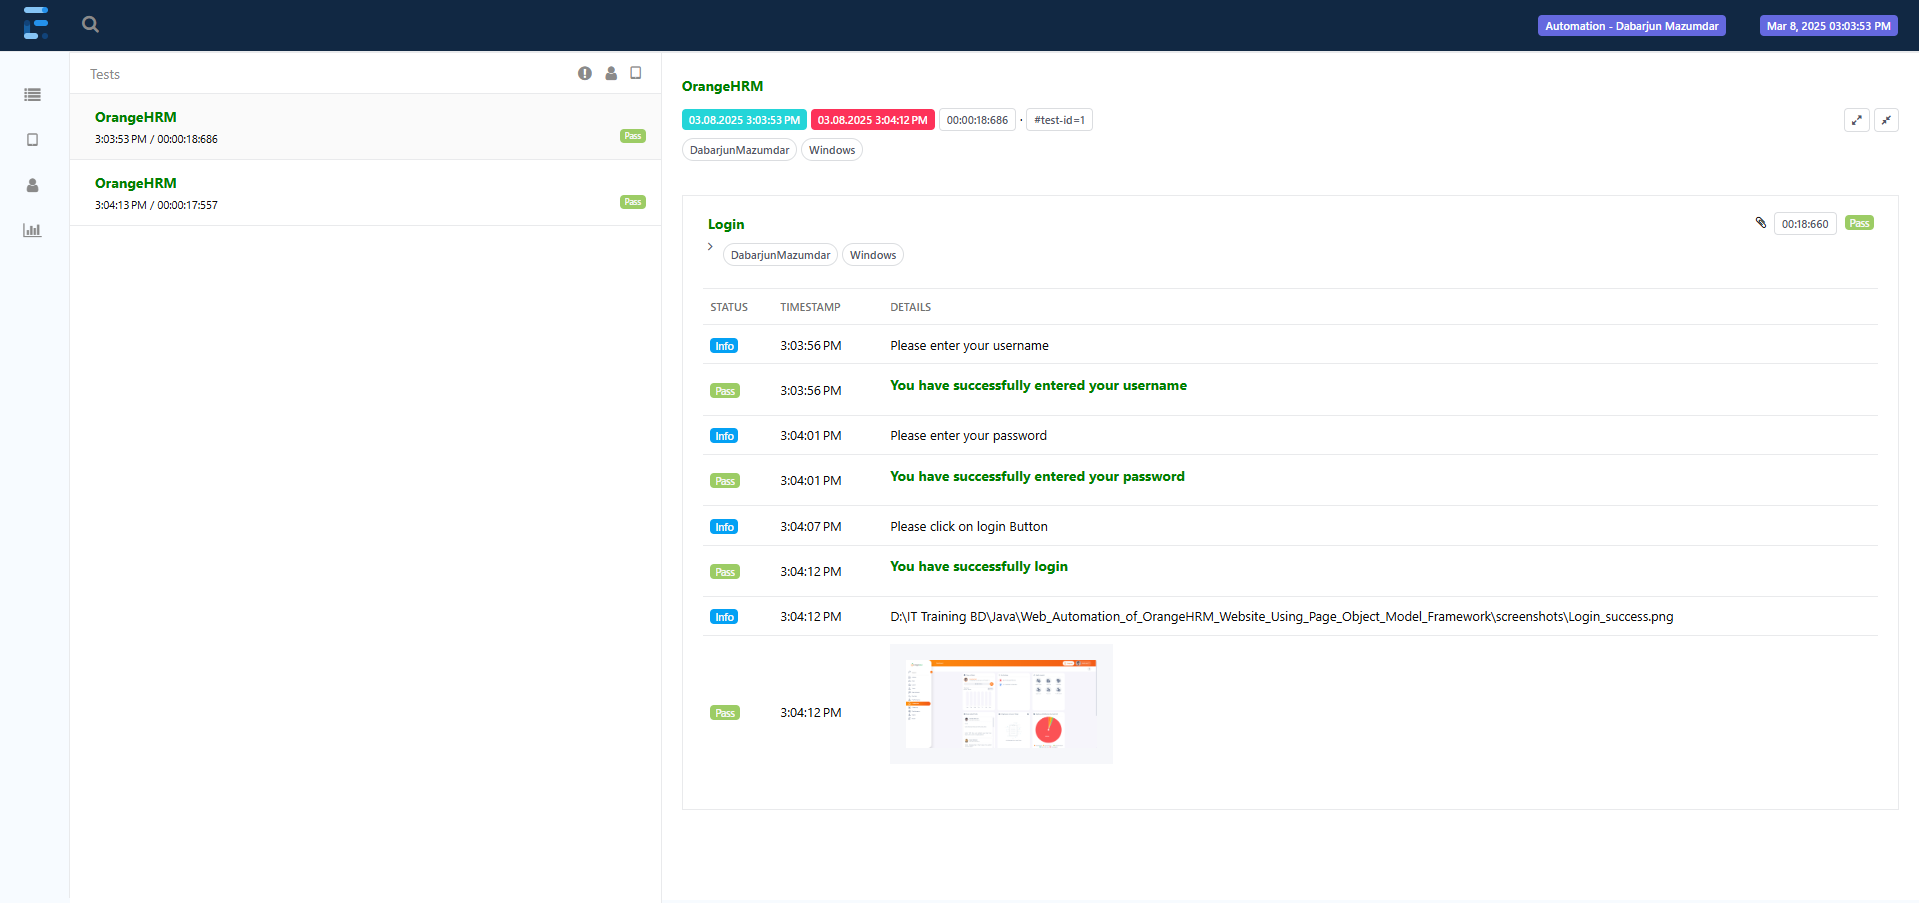 Automation - Dabarjun Mazumdar
Mar 8, 2025 03:03:53 PM
Tests
OrangeHRM
3:03:53 PM / 00:00:18:686
Pass
OrangeHRM
3:04:13 PM / 00:00:17:557
Pass
OrangeHRM
03.08.2025 3:03:53 PM 03.08.2025 3:04:12 PM 00:00:18:686 · #test-id=1
DabarjunMazumdar Windows
Login
00:18:660 Pass
DabarjunMazumdar Windows
STATUS TIMESTAMP DETAILS
Info 3:03:56 PM Please enter your username
Pass 3:03:56 PM You have successfully entered your username
Info 3:04:01 PM Please enter your password
Pass 3:04:01 PM You have successfully entered your password
Info 3:04:07 PM Please click on login Button
Pass 3:04:12 PM You have successfully login
Info 3:04:12 PM D:\IT Training BD\Java\Web_Automation_of_OrangeHRM_Website_Using_Page_Object_Model_Framework\screenshots\Login_success.png
Pass 3:04:12 PM